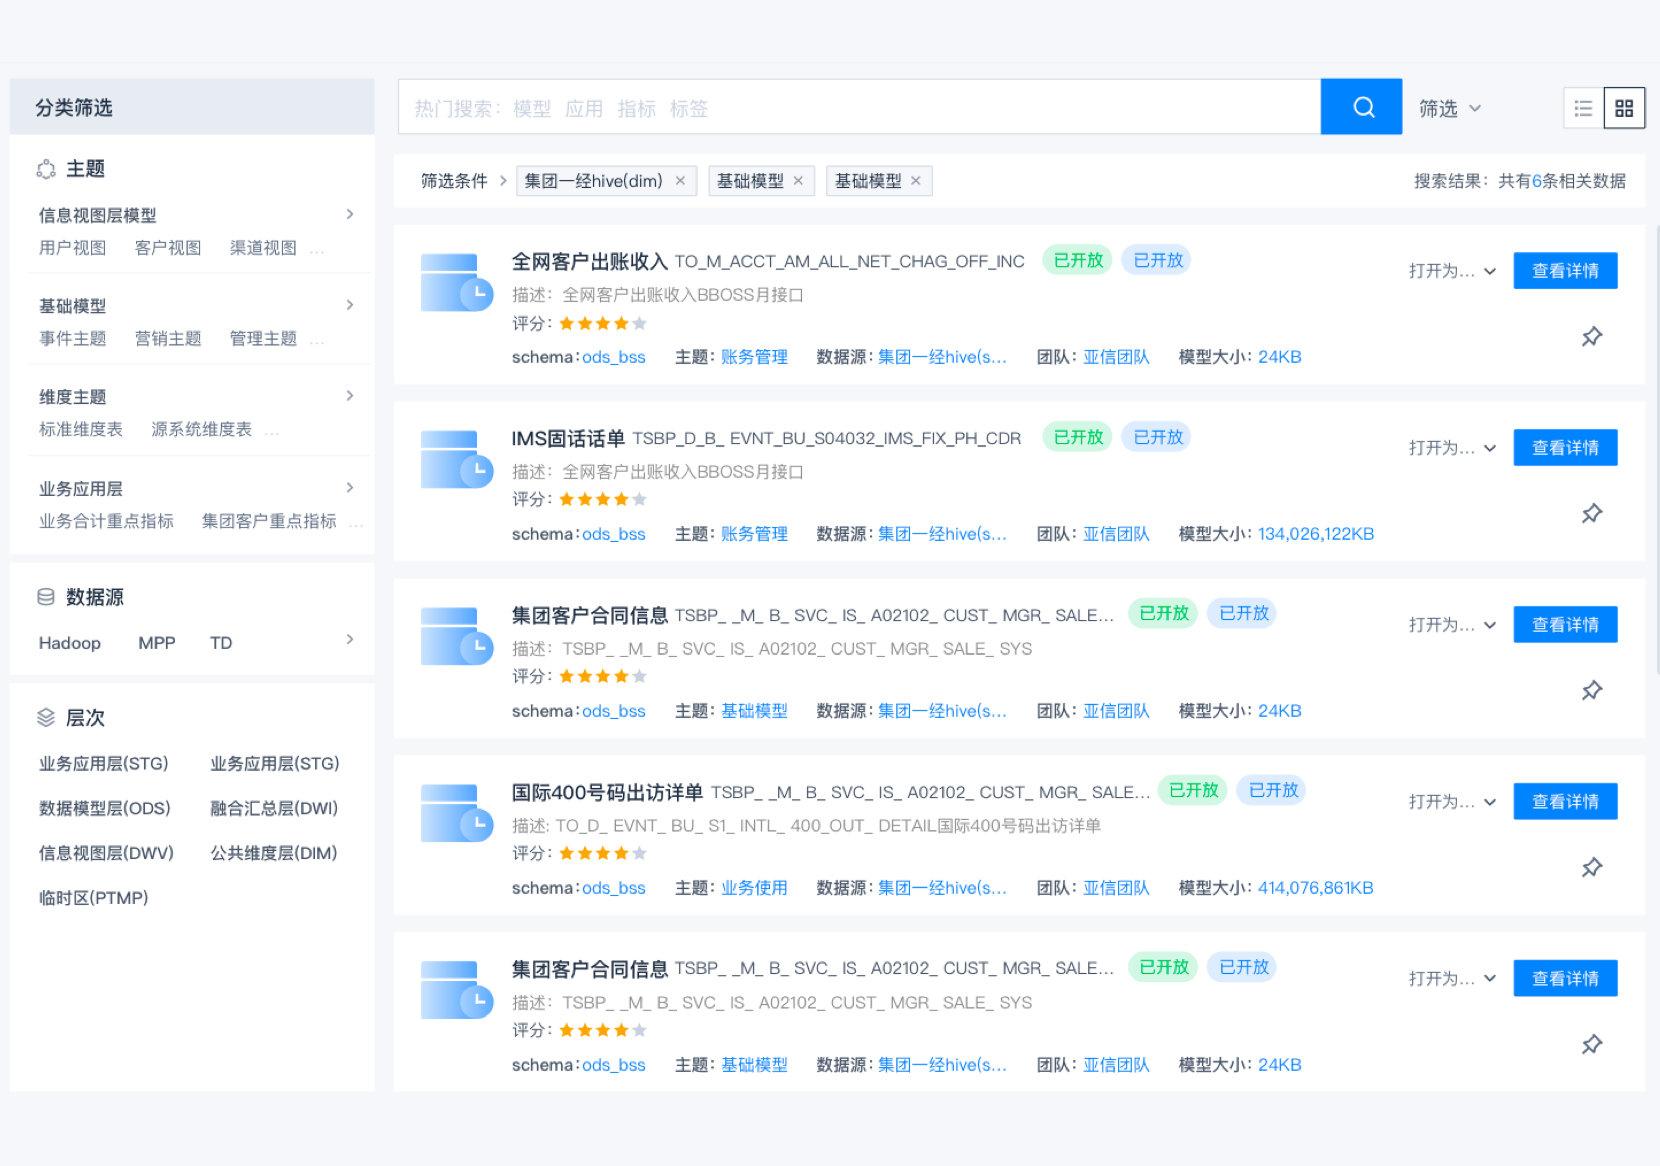 分类筛选
主题
信息视图层模型
用户视图 客户视图 渠道视图 ...
基础模型
事件主题 营销主题 管理主题 ...
维度主题
标准维度表 源系统维度表 ...
业务应用层
业务合计重点指标 集团客户重点指标 ...
数据源
Hadoop MPP TD
层次
业务应用层(STG) 业务应用层(STG)
数据模型层(ODS) 融合汇总层(DWI)
信息视图层(DWV) 公共维度层(DIM)
临时区(PTMP)
热门搜索：模型 应用 指标 标签
筛选
筛选条件 集团一经hive(dim) 基础模型 基础模型
搜索结果：共有6条相关数据
全网客户出账收入 TO_M_ACCT_AM_ALL_NET_CHAG_OFF_INC 已开放 已开放
描述：全网客户出账收入BBOSS月接口
评分：
schema：ods_bss 主题：账务管理 数据源：集团一经hive(s... 团队：亚信团队 模型大小：24KB
打开为... 查看详情
IMS固话话单 TSBP_D_B_ EVNT_BU_S04032_IMS_FIX_PH_CDR 已开放 已开放
描述：全网客户出账收入BBOSS月接口
评分：
schema：ods_bss 主题：账务管理 数据源：集团一经hive(s... 团队：亚信团队 模型大小：134,026,122KB
打开为... 查看详情
集团客户合同信息 TSBP_ _M_ B_ SVC_ IS_ A02102_ CUST_ MGR_ SALE... 已开放 已开放
描述：TSBP_ _M_ B_ SVC_ IS_ A02102_ CUST_ MGR_ SALE_ SYS
评分：
schema：ods_bss 主题：基础模型 数据源：集团一经hive(s... 团队：亚信团队 模型大小：24KB
打开为... 查看详情
国际400号码出访详单 TSBP_ _M_ B_ SVC_ IS_ A02102_ CUST_ MGR_ SALE... 已开放 已开放
描述: TO_D_ EVNT_ BU_ S1_ INTL_ 400_OUT_ DETAIL国际400号码出访详单
评分：
schema：ods_bss 主题：业务使用 数据源：集团一经hive(s... 团队：亚信团队 模型大小：414,076,861KB
打开为... 查看详情
集团客户合同信息 TSBP_ _M_ B_ SVC_ IS_ A02102_ CUST_ MGR_ SALE... 已开放 已开放
描述：TSBP_ _M_ B_ SVC_ IS_ A02102_ CUST_ MGR_ SALE_ SYS
评分：
schema：ods_bss 主题：基础模型 数据源：集团一经hive(s... 团队：亚信团队 模型大小：24KB
打开为... 查看详情